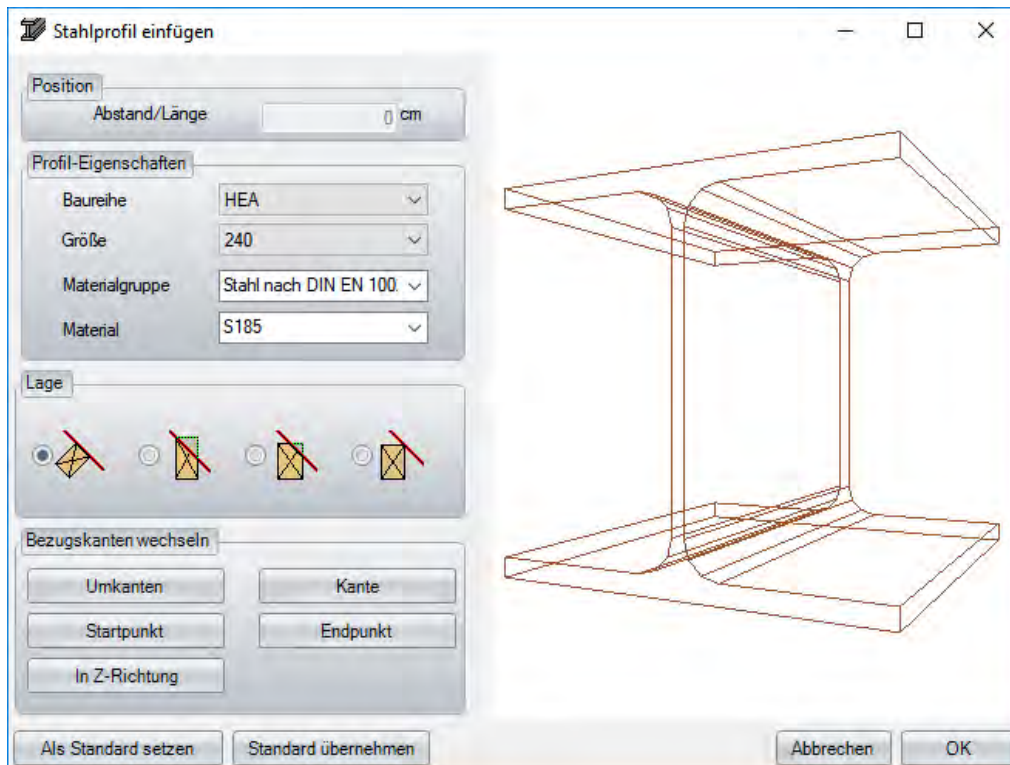 Stahlprofil einfügen
Position
Abstand/Länge 0 cm
Profil-Eigenschaften
Baureihe HEA
Größe 240
Materialgruppe Stahl nach DIN EN 100.
Material S185
Lage
Bezugskanten wechseln
Umkanten Kante
Startpunkt Endpunkt
In Z-Richtung
Als Standard setzen Standard übernehmen Abbrechen OK